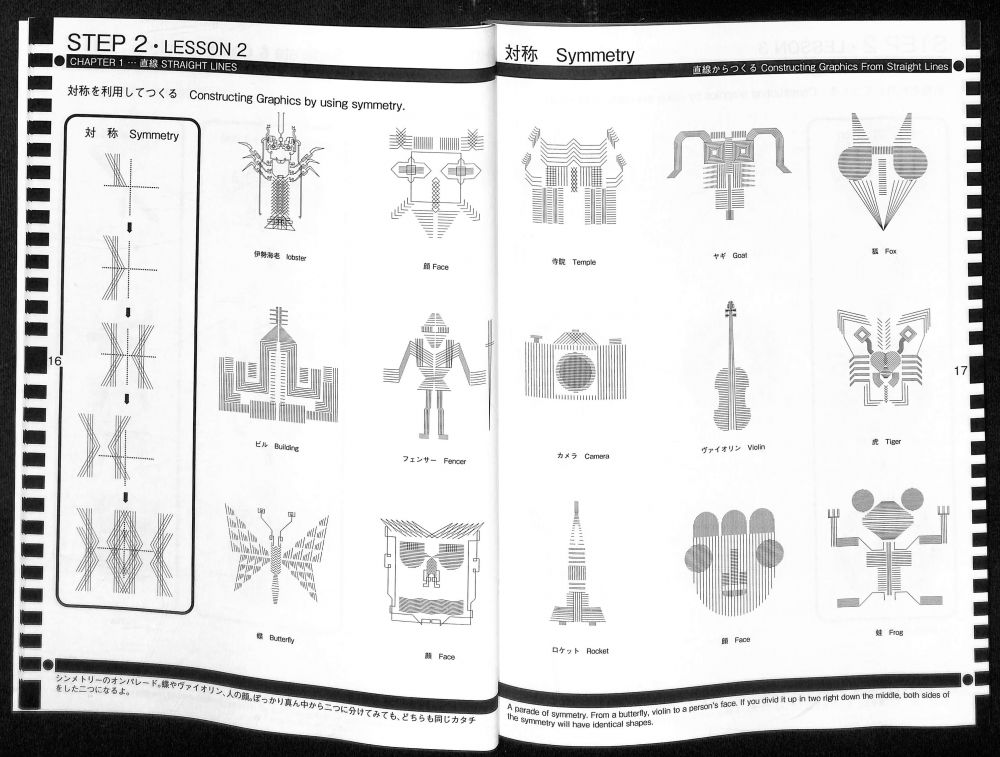 STEP 2・LESSON 2
CHAPTER 1 … 直線 STRAIGHT LINES
対称を利用してつくる Constructing Graphics by using symmetry.
対 称 Symmetry
伊勢海老 lobster
顔 Face
ビル Building
フェンサー Fencer
蝶 Butterfly
顔 Face
16
シンメトリーのオンパレード。蝶やヴァイオリン、人の顔。ぽっかり真ん中から二つに分けてみても、どちらも同じカタチ
をした二つになるよ。
対称 Symmetry
直線からつくる Constructing Graphics From Straight Lines
寺院 Temple
ヤギ Goat
狐 Fox
カメラ Camera
ヴァイオリン Violin
虎 Tiger
ロケット Rocket
顔 Face
蛙 Frog
17
A parade of symmetry. From a butterfly, violin to a person's face. If you divid it up in two right down the middle, both sides of
the symmetry will have identical shapes.